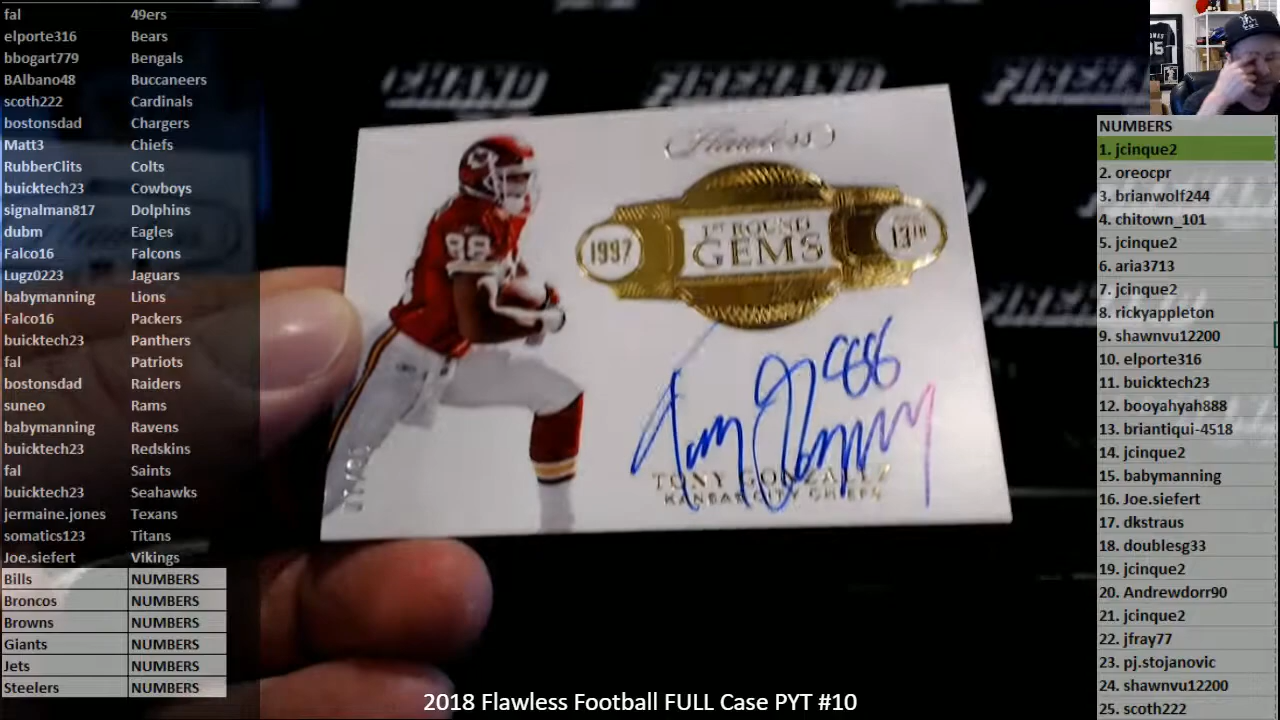 fal 49ers
elporte316 Bears
bbogart779 Bengals
BAlbano48 Buccaneers
scoth222 Cardinals
bostonsdad Chargers
Matt3 Chiefs
RubberClits Colts
buicktech23 Cowboys
signalman817 Dolphins
dubm Eagles
Falco16 Falcons
Lugz0223 Jaguars
babymanning Lions
Falco16 Packers
buicktech23 Panthers
fal Patriots
bostonsdad Raiders
suneo Rams
babymanning Ravens
buicktech23 Redskins
fal Saints
buicktech23 Seahawks
jermaine.jones Texans
somatics123 Titans
Joe.siefert Vikings
Bills NUMBERS
Broncos NUMBERS
Browns NUMBERS
Giants NUMBERS
Jets NUMBERS
Steelers NUMBERS
FIREHAND FIREHAND FIREHAND
Flawless
1ST ROUND
1997 GEMS 13TH
88
TONY GONZALEZ
KANSAS CITY CHIEFS
NUMBERS
1. jcinque2
2. oreocpr
3. brianwolf244
4. chitown_101
5. jcinque2
6. aria3713
7. jcinque2
8. rickyappleton
9. shawnvu12200
10. elporte316
11. buicktech23
12. booyahyah888
13. briantiqui-4518
14. jcinque2
15. babymanning
16. Joe.siefert
17. dkstraus
18. doublesg33
19. jcinque2
20. Andrewdorr90
21. jcinque2
22. jfray77
23. pj.stojanovic
24. shawnvu12200
25. scoth222
2018 Flawless Football FULL Case PYT #10